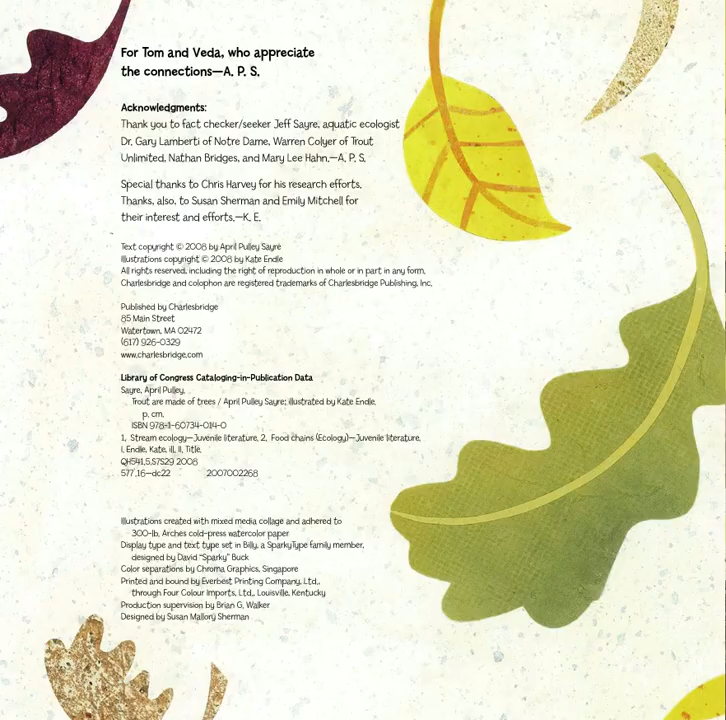 For Tom and Veda, who appreciate
the connections—A. P. S.
Acknowledgments:
Thank you to fact checker/seeker Jeff Sayre, aquatic ecologist
Dr. Gary Lamberti of Notre Dame, Warren Colyer of Trout
Unlimited, Nathan Bridges, and Mary Lee Hahn.—A. P. S.
Special thanks to Chris Harvey for his research efforts.
Thanks, also, to Susan Sherman and Emily Mitchell for
their interest and efforts.—K. E.
Text copyright © 2008 by April Pulley Sayre
Illustrations copyright © 2008 by Kate Endle
All rights reserved, including the right of reproduction in whole or in part in any form.
Charlesbridge and colophon are registered trademarks of Charlesbridge Publishing, Inc.
Published by Charlesbridge
85 Main Street
Watertown, MA 02472
(617) 926-0329
www.charlesbridge.com
Library of Congress Cataloging-in-Publication Data
Sayre, April Pulley.
Trout are made of trees / April Pulley Sayre; illustrated by Kate Endle.
p. cm.
ISBN 978-1-60734-014-0
1. Stream ecology—Juvenile literature. 2. Food chains (Ecology)—Juvenile literature.
I. Endle, Kate, ill. II. Title.
QH541.5.S7S29 2008
577.16—dc22 2007002268
Illustrations created with mixed media collage and adhered to
300-lb. Arches cold-press watercolor paper
Display type and text type set in Billy, a SparkyType family member,
designed by David “Sparky” Buck
Color separations by Chroma Graphics, Singapore
Printed and bound by Everbest Printing Company, Ltd.,
through Four Colour Imports, Ltd., Louisville, Kentucky
Production supervision by Brian G. Walker
Designed by Susan Mallory Sherman